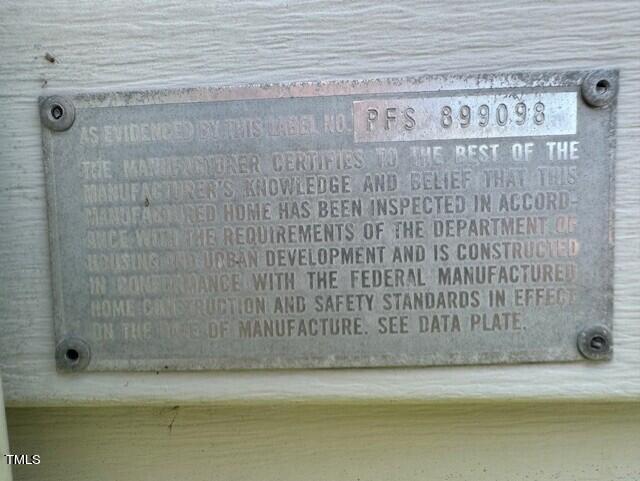 AS EVIDENCED BY THIS LABEL NO. PFS 899098
THE MANUFACTURER CERTIFIES TO THE BEST OF THE
MANUFACTURER'S KNOWLEDGE AND BELIEF THAT THIS
MANUFACTURED HOME HAS BEEN INSPECTED IN ACCORD-
ANCE WITH THE REQUIREMENTS OF THE DEPARTMENT OF
HOUSING AND URBAN DEVELOPMENT AND IS CONSTRUCTED
IN CONFORMANCE WITH THE FEDERAL MANUFACTURED
HOME CONSTRUCTION AND SAFETY STANDARDS IN EFFECT
ON THE DATE OF MANUFACTURE. SEE DATA PLATE.
TMLS